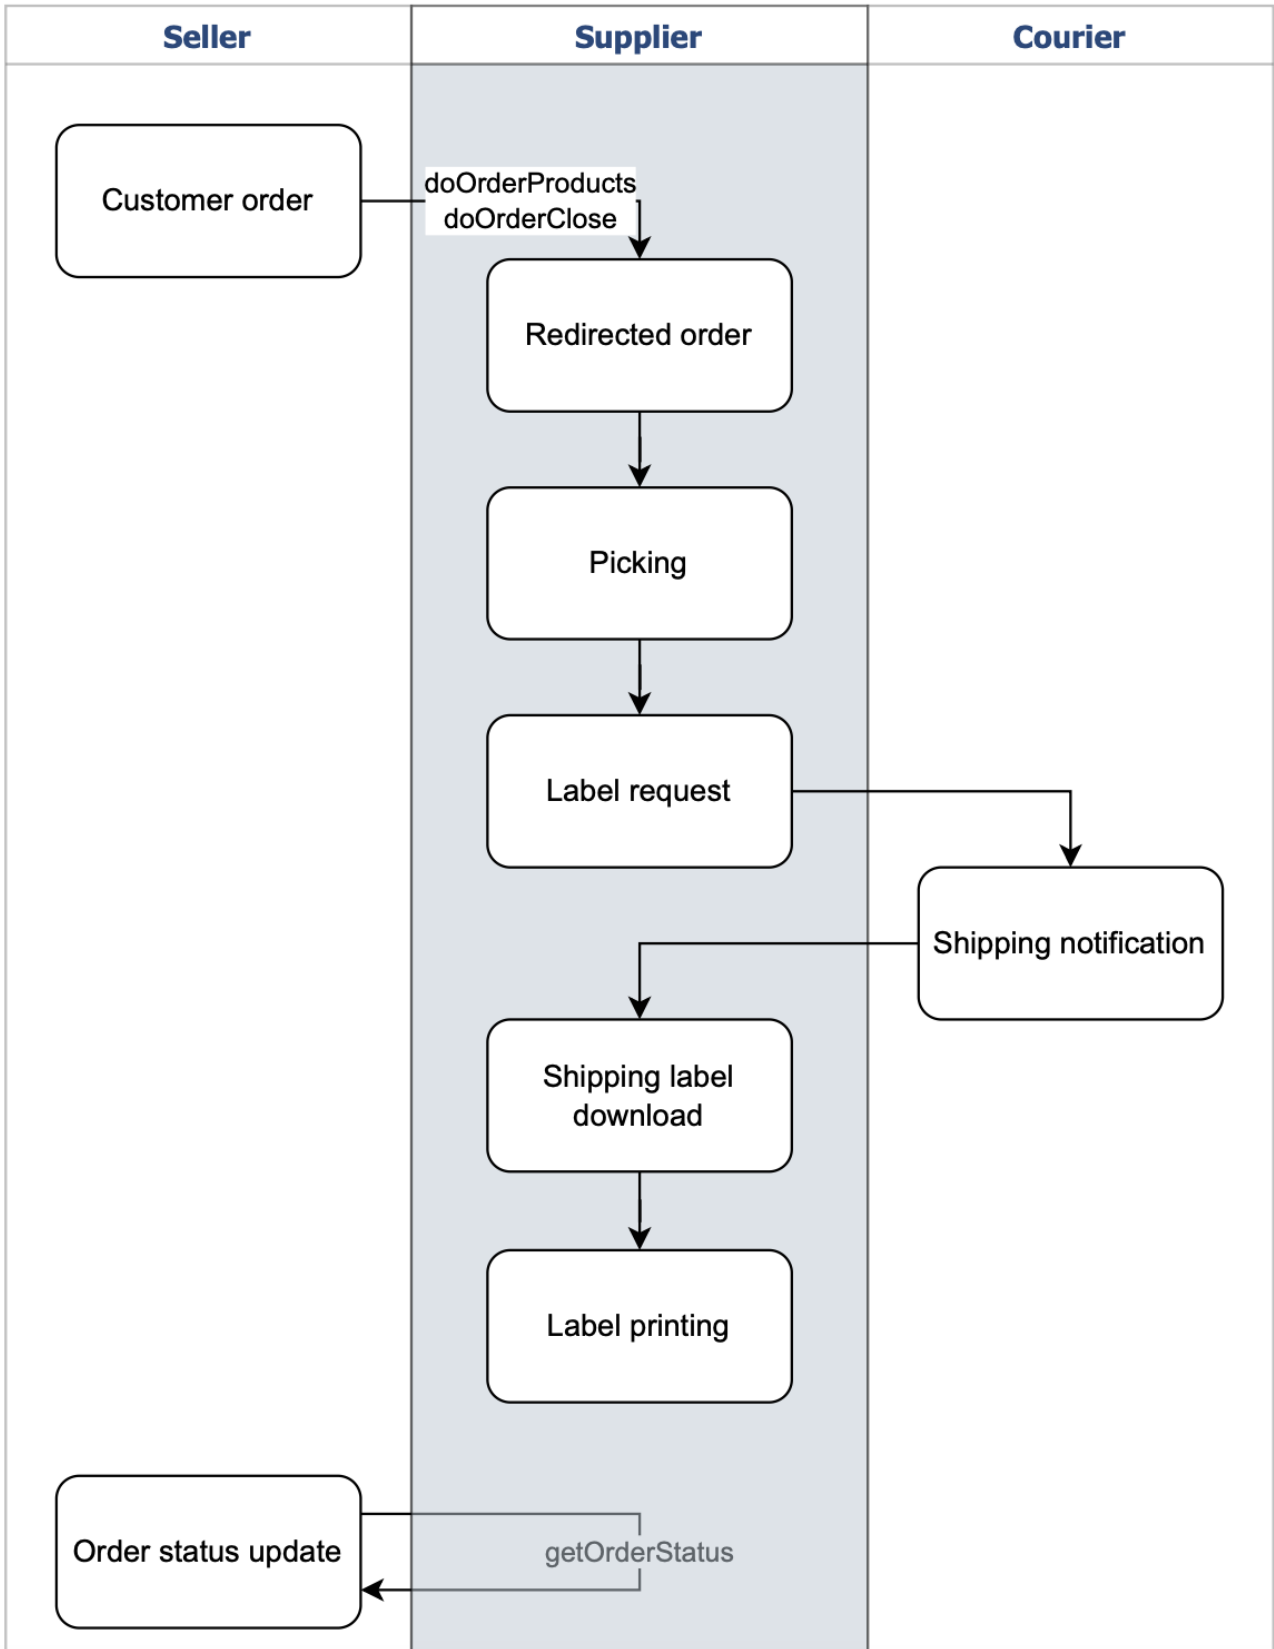 Seller
Supplier
Courier
Customer order
doOrderProducts
doOrderClose
Redirected order
Picking
Label request
Shipping notification
Shipping label
download
Label printing
Order status update
getOrderStatus